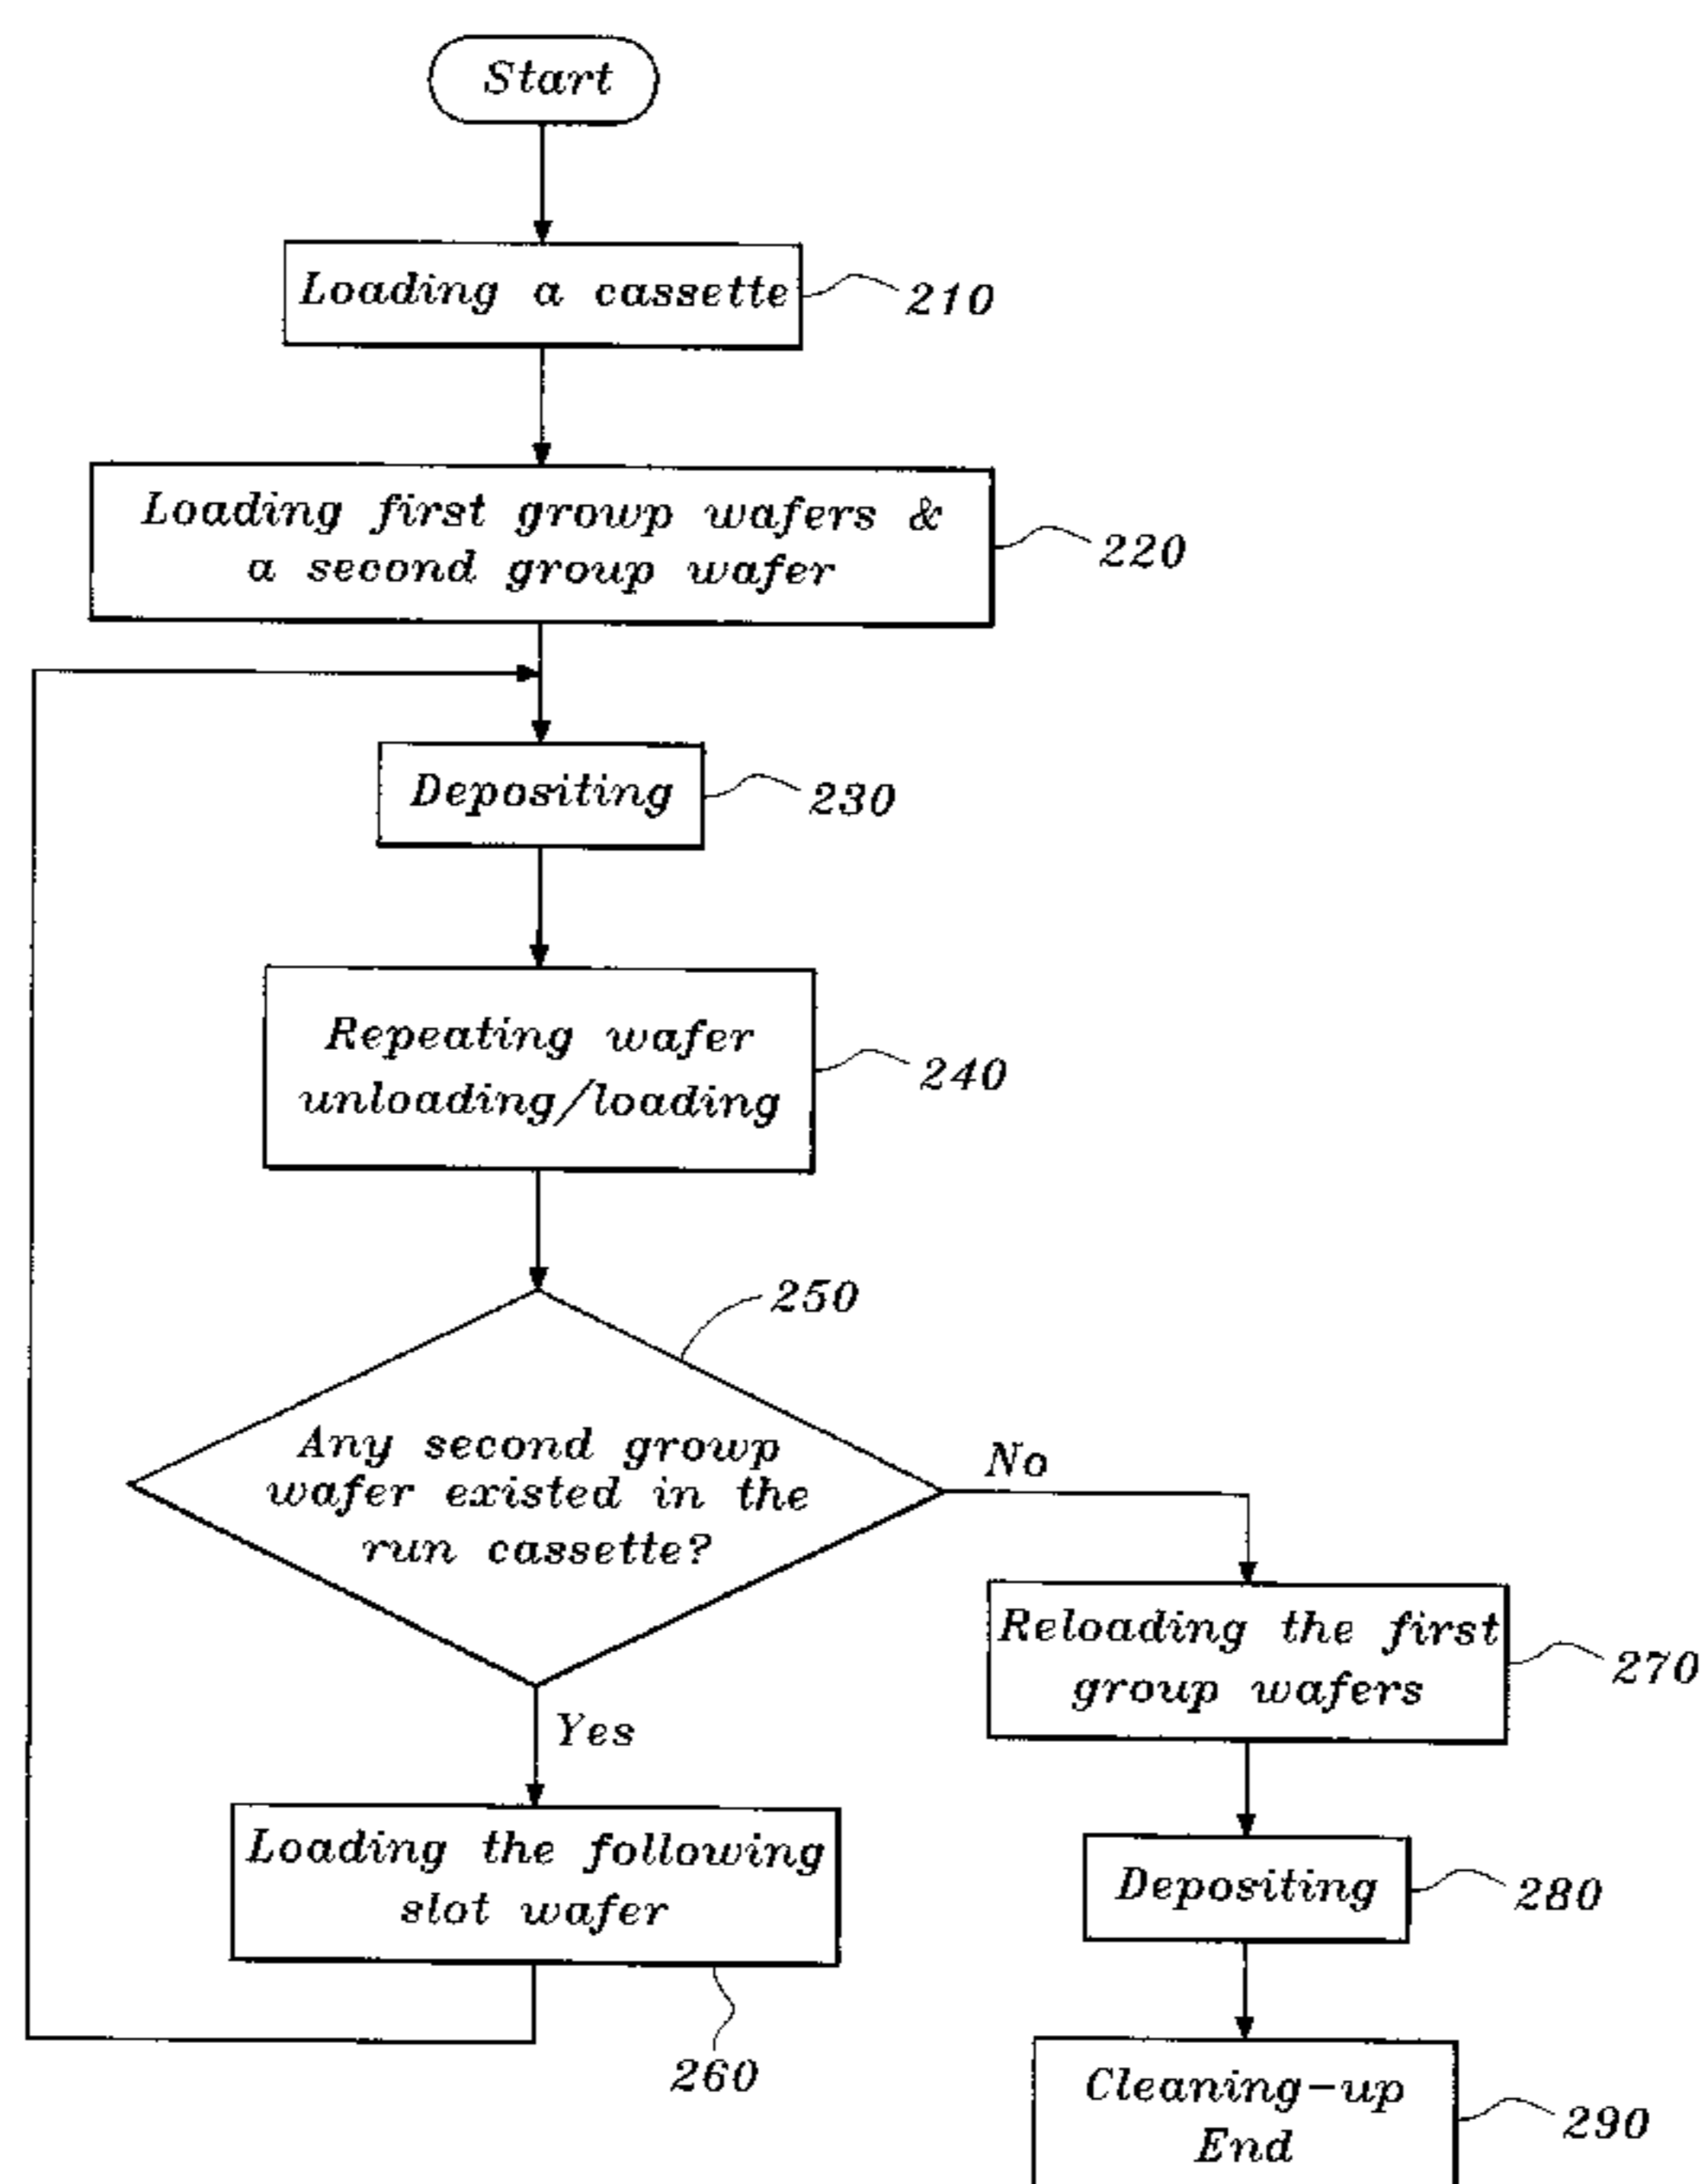 Start
Loading a cassette
210
Loading first growp wafers &
a second group wafer
220
Depositing
230
Repeating wafer
unloading/loading
240
250
Any second growp
wafer existed in the
run cassette?
No
Yes
Reloading the first
group wafers
270
Loading the following
slot wafer
260
Depositing
280
Cleaning-up
End
290